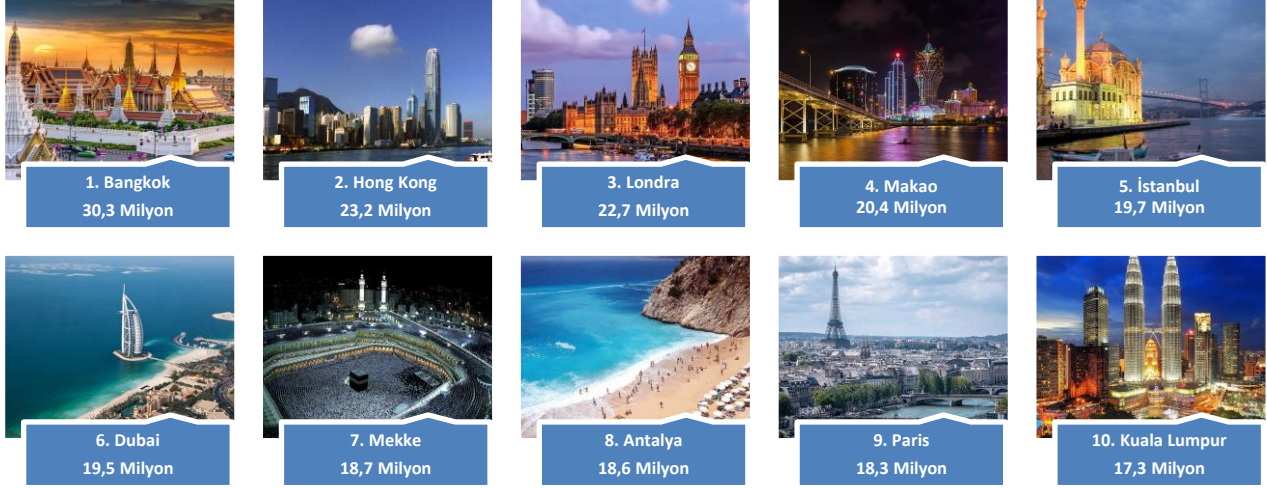 1. Bangkok
30,3 Milyon
2. Hong Kong
23,2 Milyon
3. Londra
22,7 Milyon
4. Makao
20,4 Milyon
5. İstanbul
19,7 Milyon
6. Dubai
19,5 Milyon
7. Mekke
18,7 Milyon
8. Antalya
18,6 Milyon
9. Paris
18,3 Milyon
10. Kuala Lumpur
17,3 Milyon